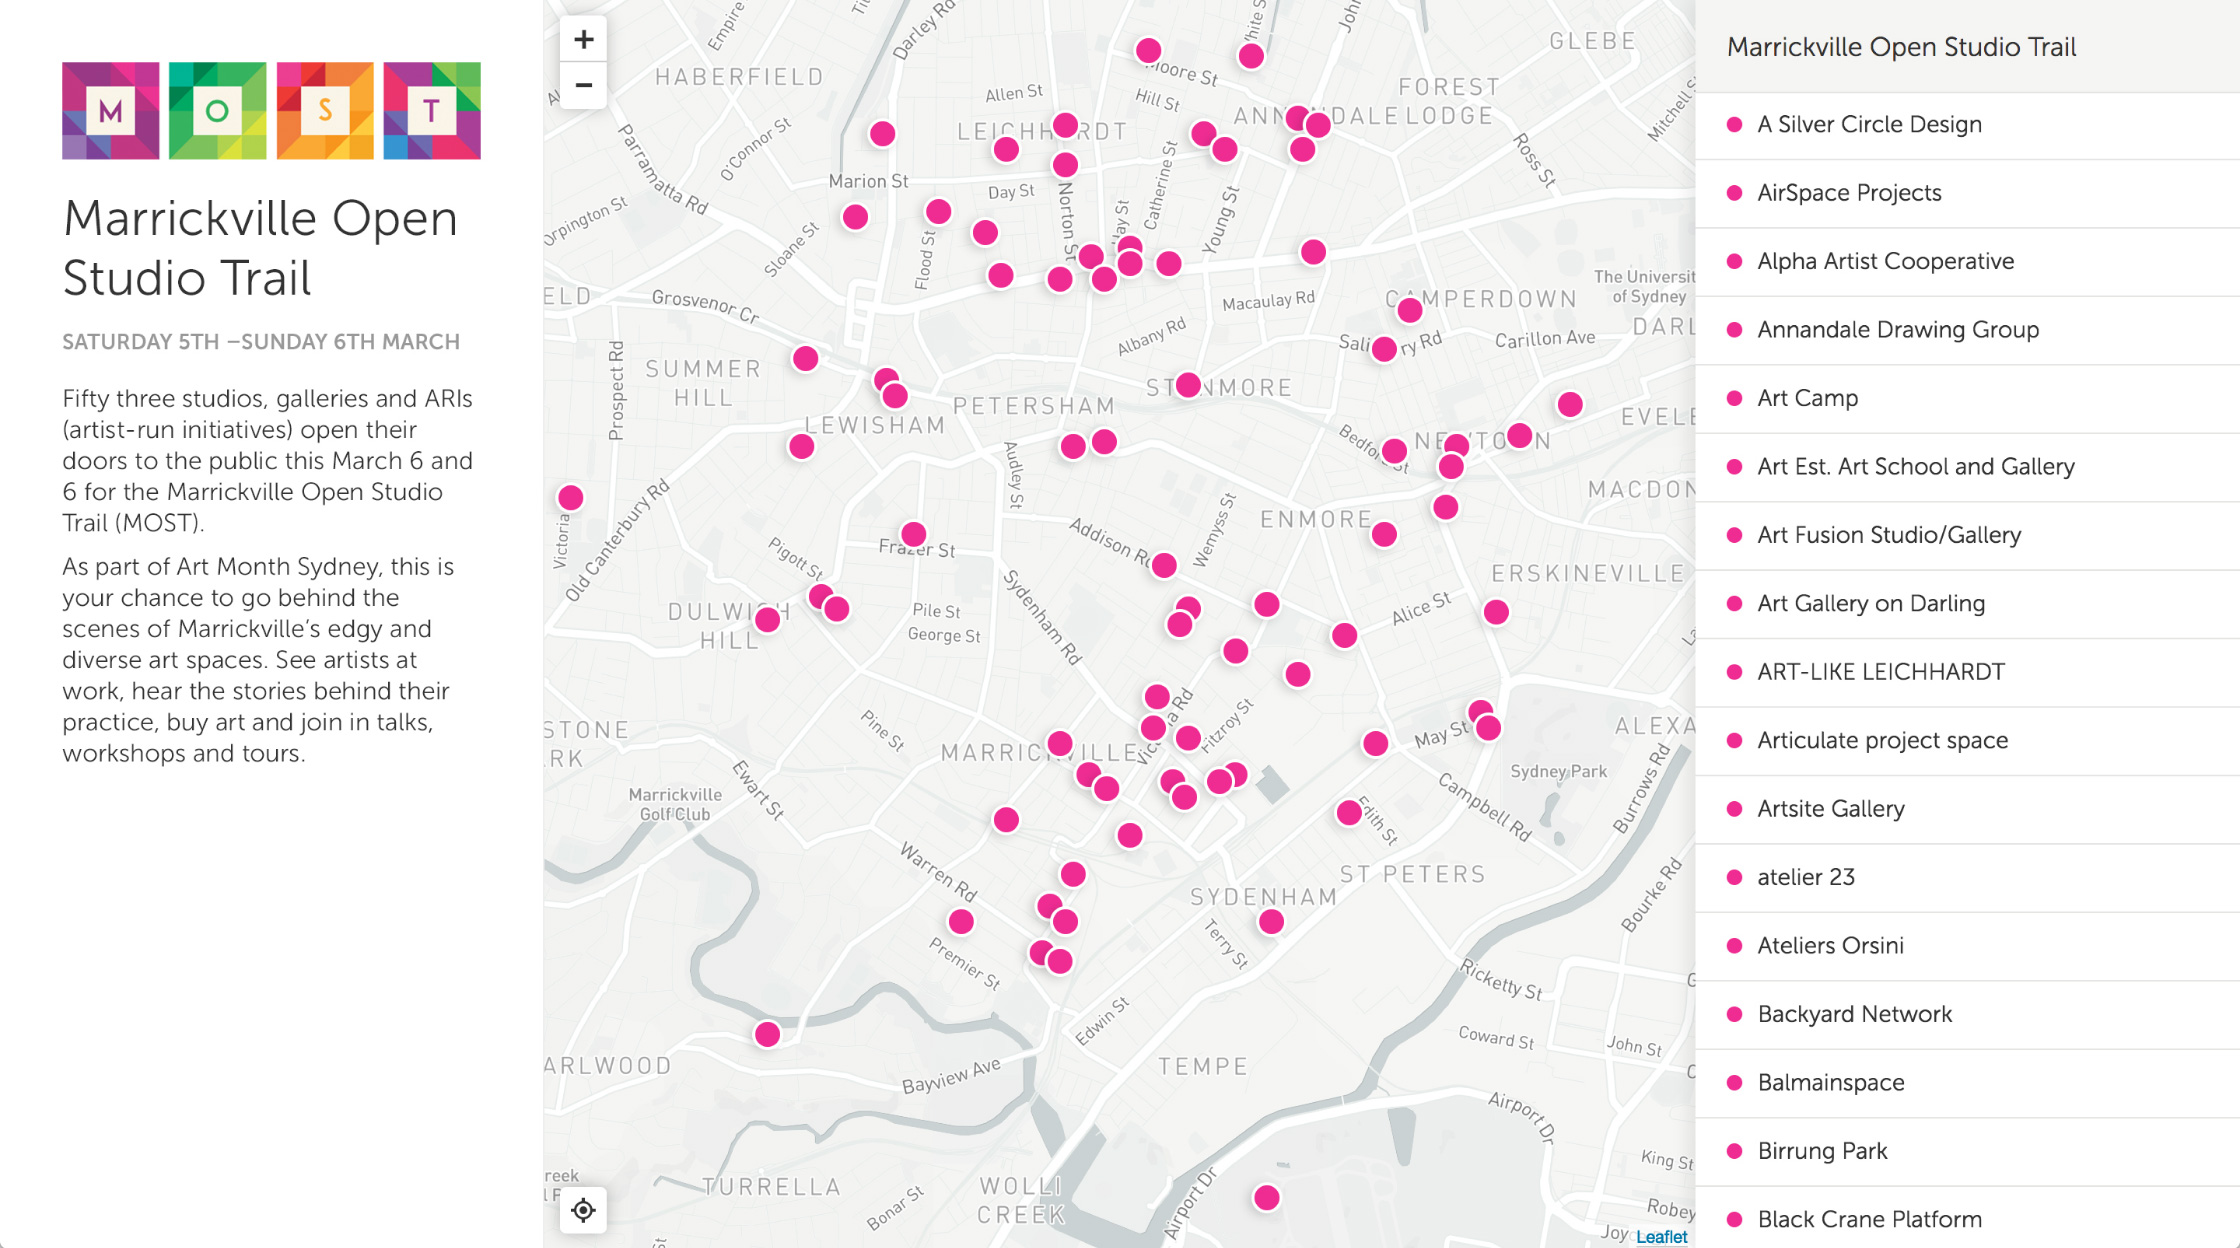 M O S T
Marrickville Open
Studio Trail
SATURDAY 5TH –SUNDAY 6TH MARCH
Fifty three studios, galleries and ARIs
(artist-run initiatives) open their
doors to the public this March 6 and
6 for the Marrickville Open Studio
Trail (MOST).
As part of Art Month Sydney, this is
your chance to go behind the
scenes of Marrickville's edgy and
diverse art spaces. See artists at
work, hear the stories behind their
practice, buy art and join in talks,
workshops and tours.
+
−
Empire
Darley Rd
GLEBE
HABERFIELD
Moore St
FOREST
LODGE
Allen St
Hill St
ANNANDALE
Mitchell S
LEICHHARDT
Parramatta Rd
O'Connor St
Ross St
Catherine St
Marion St
Day St
Norton St
Young St
Orpington St
Sloane St
Flood St
ELD
Grosvenor Cr
Macaulay Rd
CAMPERDOWN
The Universit
of Sydney
DARL
Albany Rd
Salisbury Rd
Carillon Ave
Prospect Rd
SUMMER
HILL
STANMORE
PETERSHAM
LEWISHAM
EVELE
Bedford St
NEWTOWN
Audley St
MACDON
Old Canterbury Rd
Victoria
Wemyss St
ENMORE
Addison Rd
Frazer St
Pigott St
ERSKINEVILLE
Sydenham Rd
DULWICH
HILL
Pile St
George St
Alice St
Victoria Rd
Fitzroy St
STONE
RK
Pine St
MARRICKVILLE
May St
ALEXA
Burrows Rd
Sydney Park
Ewart St
Marrickville
Golf Club
Campbell Rd
Edith St
Warren Rd
ST PETERS
SYDENHAM
Bourke Rd
Terry St
Premier St
Ricketty St
Edwin St
Coward St
John St
ARLWOOD
TEMPE
Bayview Ave
Airport Dr
King St
reek
TURRELLA
WOLLI
CREEK
Bonar St
Airport Dr
Robey
Joy
Leaflet
Marrickville Open Studio Trail
A Silver Circle Design
AirSpace Projects
Alpha Artist Cooperative
Annandale Drawing Group
Art Camp
Art Est. Art School and Gallery
Art Fusion Studio/Gallery
Art Gallery on Darling
ART-LIKE LEICHHARDT
Articulate project space
Artsite Gallery
atelier 23
Ateliers Orsini
Backyard Network
Balmainspace
Birrung Park
Black Crane Platform